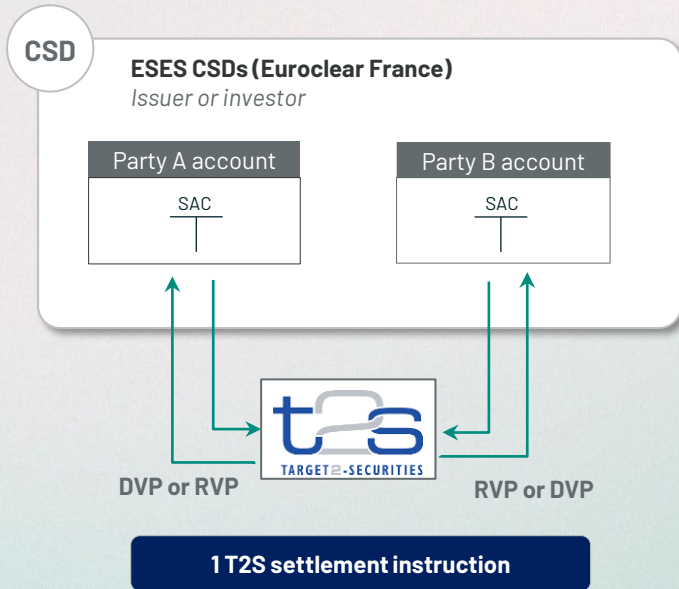 CSD
ESES CSDs (Euroclear France)
Issuer or investor
Party A account
Party B account
SAC
SAC
t2s
TARGET2-SECURITIES
DVP or RVP
RVP or DVP
1 T2S settlement instruction